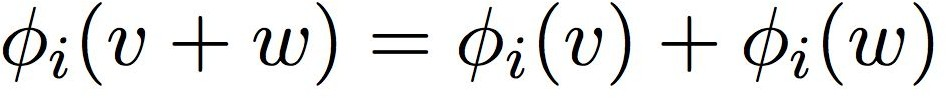 ϕᵢ(v + w) = ϕᵢ(v) + ϕᵢ(w)